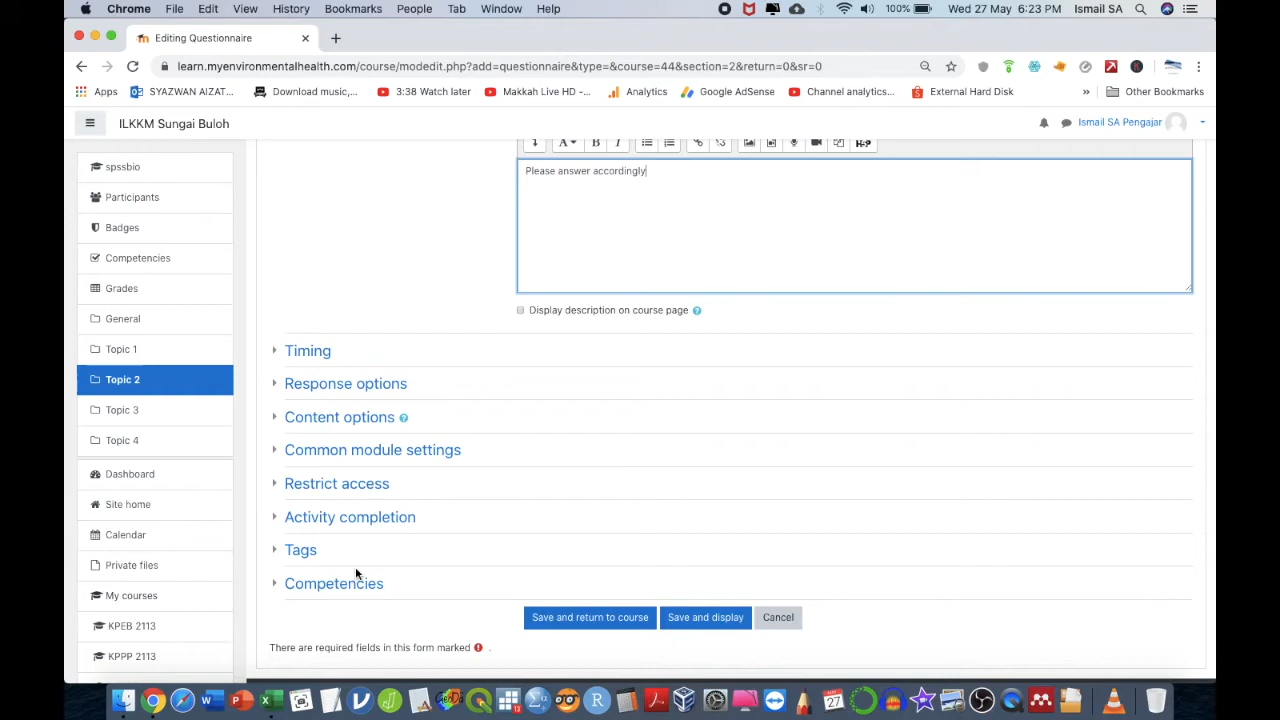 Chrome File Edit View History Bookmarks People Tab Window Help 100% Wed 27 May 6:23 PM Ismail SA
Editing Questionnaire
learn.myenvironmentalhealth.com/course/modedit.php?add=questionnaire&type=&course=44&section=2&return=0&sr=0
Apps SYAZWAN AIZAT... Download music,... 3:38 Watch later Makkah Live HD -... Analytics Google AdSense Channel analytics... External Hard Disk » Other Bookmarks
ILKKM Sungai Buloh Ismail SA Pengajar
A B I H-P
spssbio
Participants
Badges
Competencies
Grades
General
Topic 1
Topic 2
Topic 3
Topic 4
Dashboard
Site home
Calendar
Private files
My courses
KPEB 2113
KPPP 2113
Please answer accordingly
Display description on course page
Timing
Response options
Content options
Common module settings
Restrict access
Activity completion
Tags
Competencies
Save and return to course Save and display Cancel
There are required fields in this form marked .